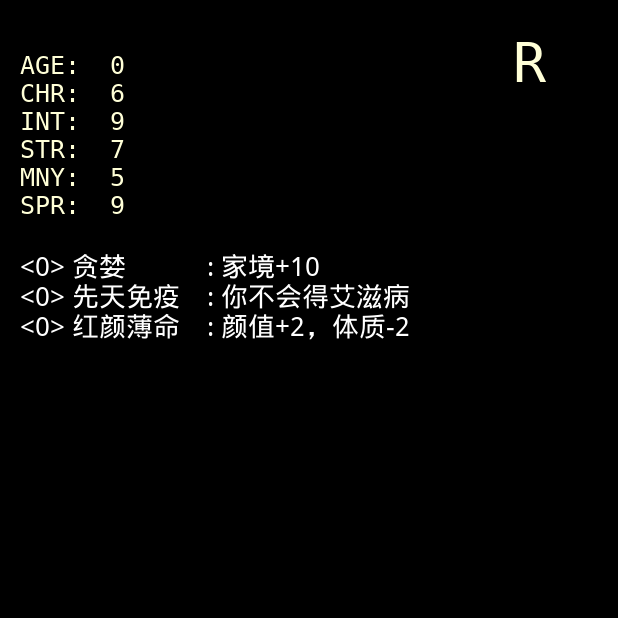 R
AGE: 0
CHR: 6
INT: 9
STR: 7
MNY: 5
SPR: 9
<0> 贪婪 : 家境+10
<0> 先天免疫 : 你不会得艾滋病
<0> 红颜薄命 : 颜值+2，体质-2